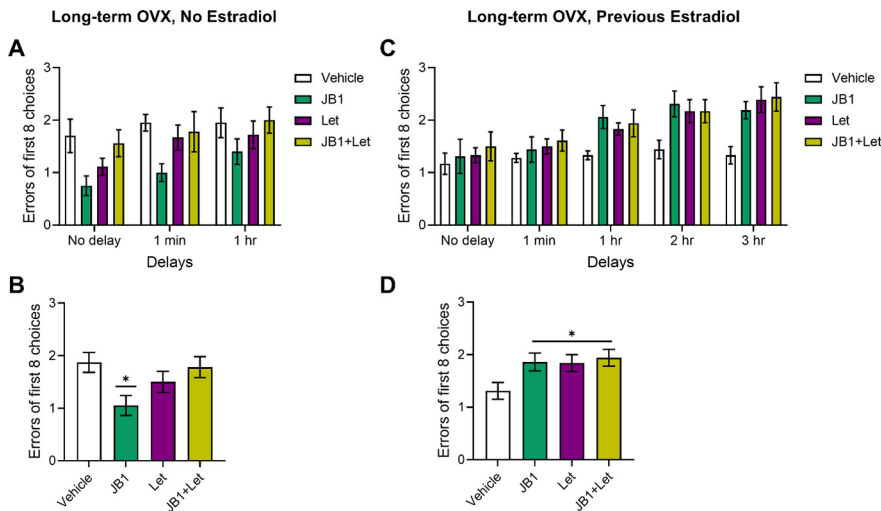 Long-term OVX, No Estradiol
Long-term OVX, Previous Estradiol
A
Errors of first 8 choices
3
2
1
0
No delay
1 min
1 hr
Delays
Vehicle
JB1
Let
JB1+Let
C
Errors of first 8 choices
3
2
1
0
No delay
1 min
1 hr
2 hr
3 hr
Delays
Vehicle
JB1
Let
JB1+Let
B
Errors of first 8 choices
3
2
1
0
*
Vehicle
JB1
Let
JB1+Let
D
Errors of first 8 choices
3
2
1
0
*
Vehicle
JB1
Let
JB1+Let